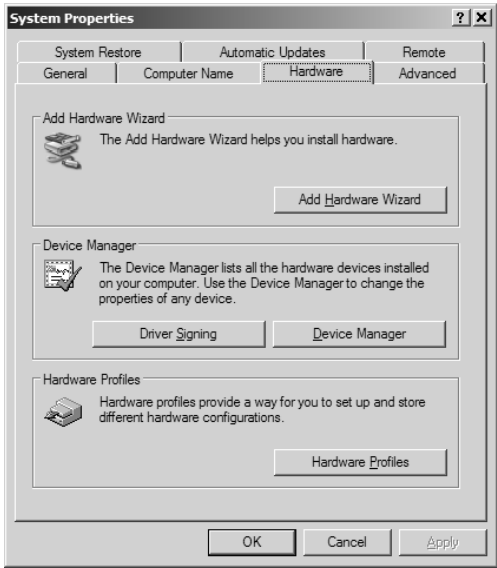 System Properties
System Restore Automatic Updates Remote
General Computer Name Hardware Advanced
Add Hardware Wizard
The Add Hardware Wizard helps you install hardware.
Add Hardware Wizard
Device Manager
The Device Manager lists all the hardware devices installed
on your computer. Use the Device Manager to change the
properties of any device.
Driver Signing Device Manager
Hardware Profiles
Hardware profiles provide a way for you to set up and store
different hardware configurations.
Hardware Profiles
OK Cancel Apply